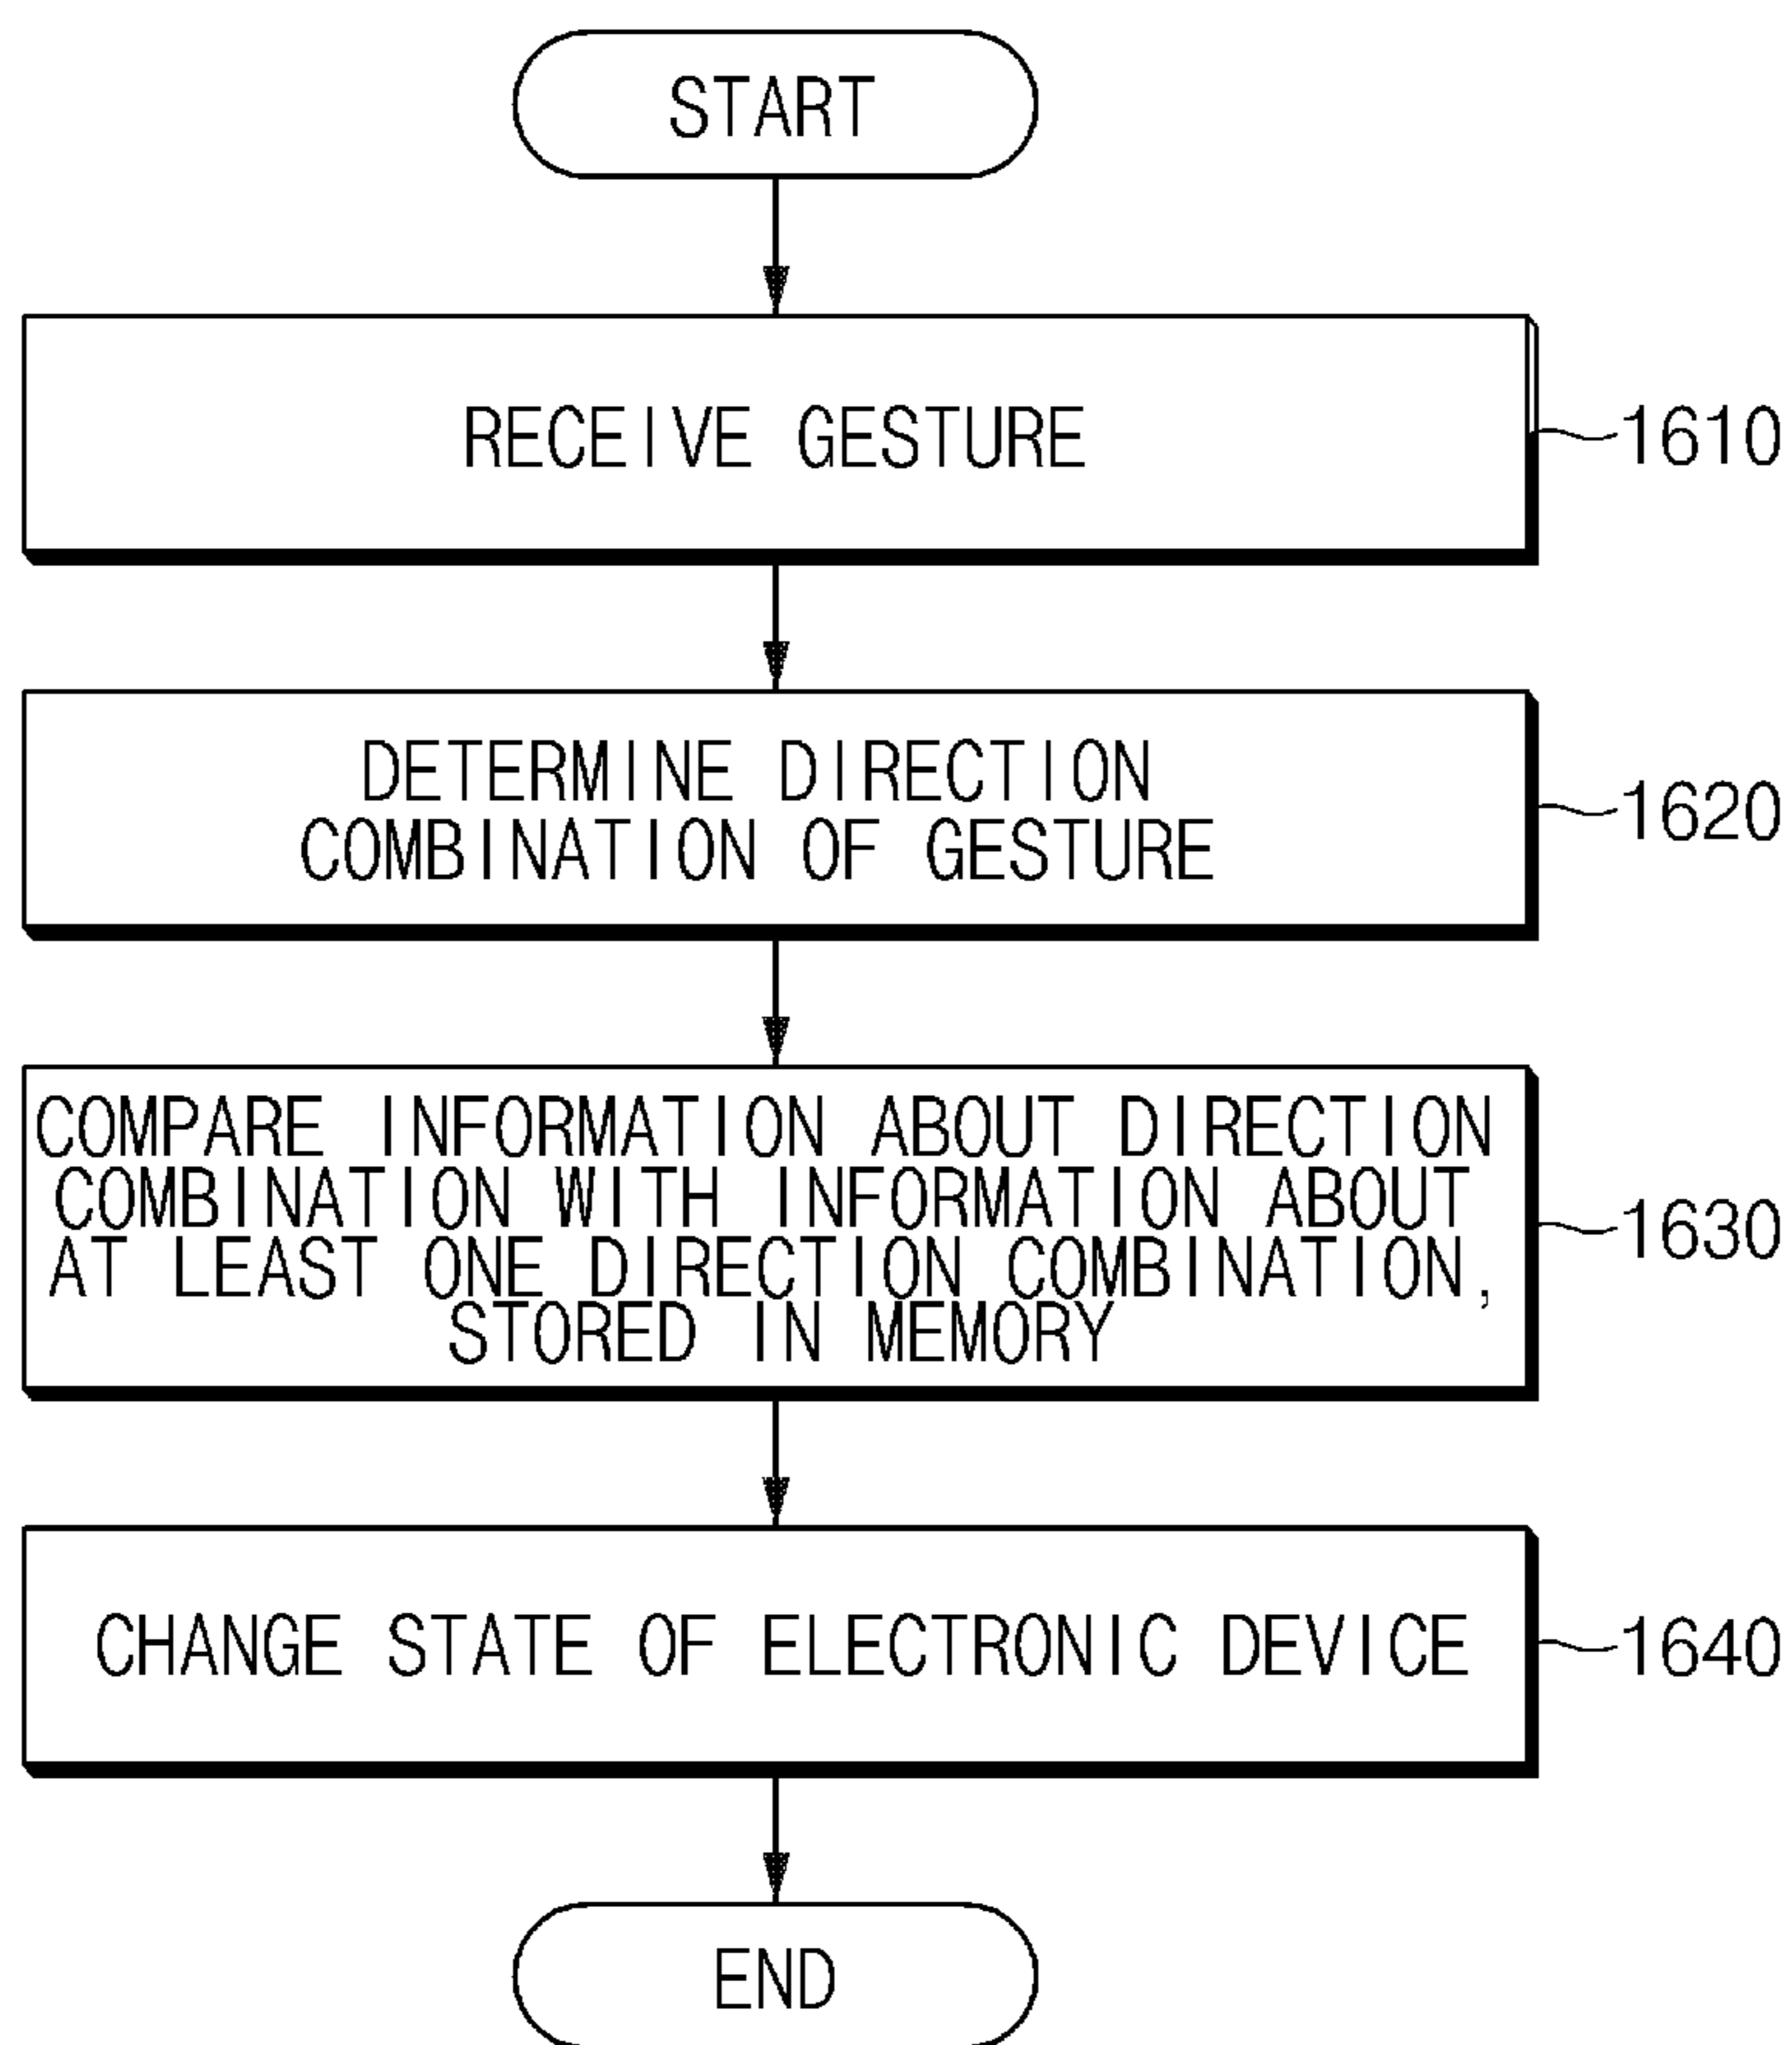 START
RECEIVE GESTURE
1610
DETERMINE DIRECTION
COMBINATION OF GESTURE
1620
COMPARE INFORMATION ABOUT DIRECTION
COMBINATION WITH INFORMATION ABOUT
AT LEAST ONE DIRECTION COMBINATION,
STORED IN MEMORY
1630
CHANGE STATE OF ELECTRONIC DEVICE
1640
END